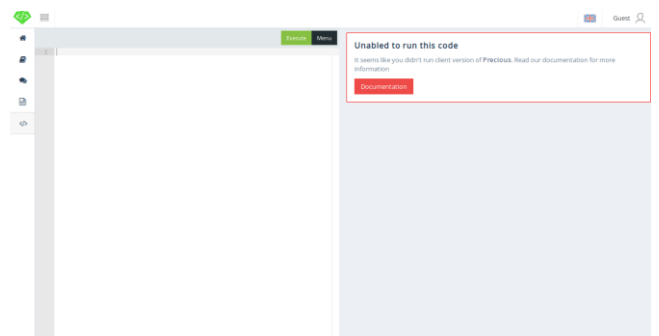 Guest
Execute Menu
1
Unabled to run this code
It seems like you didn't run client version of Precious. Read our documentation for more
information
Documentation